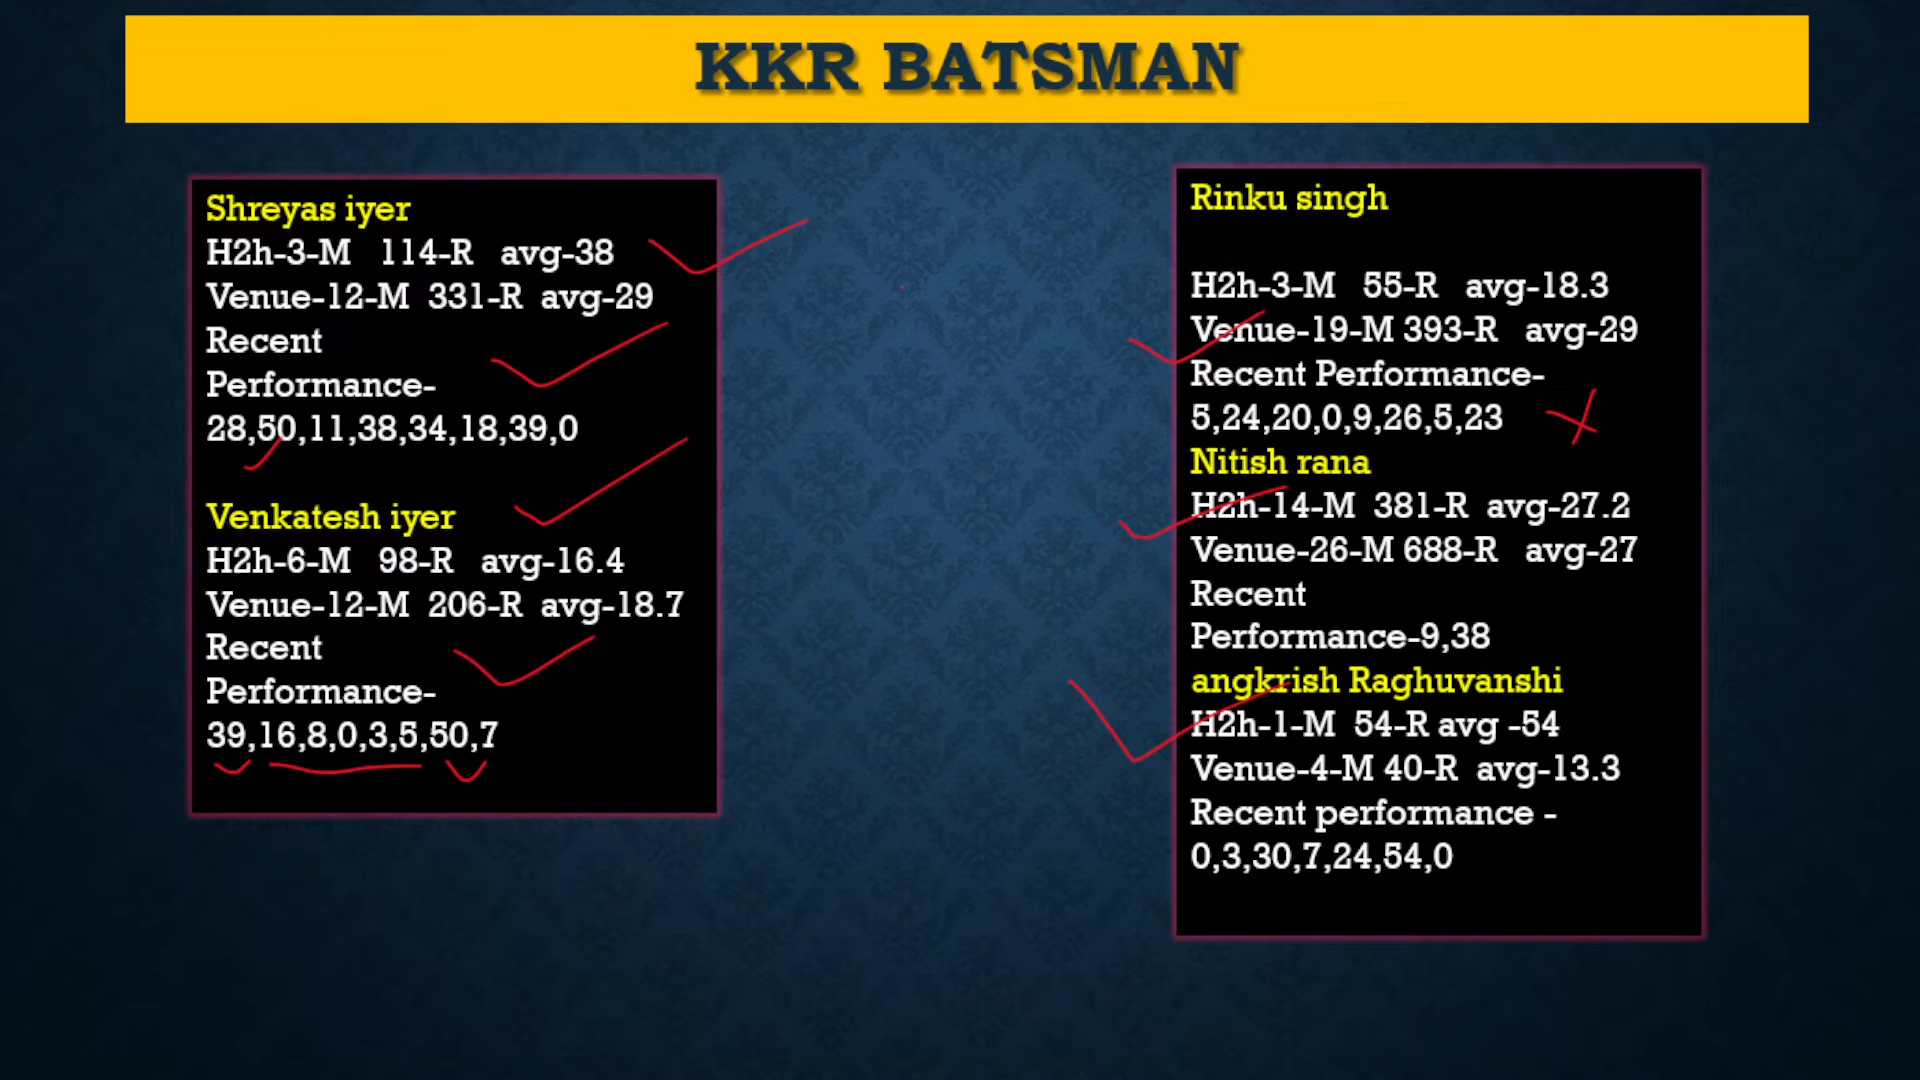 KKR BATSMAN
Shreyas iyer
H2h-3-M 114-R avg-38
Venue-12-M 331-R avg-29
Recent
Performance-
28,50,11,38,34,18,39,0
Venkatesh iyer
H2h-6-M 98-R avg-16.4
Venue-12-M 206-R avg-18.7
Recent
Performance-
39,16,8,0,3,5,50,7
Rinku singh
H2h-3-M 55-R avg-18.3
Venue-19-M 393-R avg-29
Recent Performance-
5,24,20,0,9,26,5,23
Nitish rana
H2h-14-M 381-R avg-27.2
Venue-26-M 688-R avg-27
Recent
Performance-9,38
angkrish Raghuvanshi
H2h-1-M 54-R avg -54
Venue-4-M 40-R avg-13.3
Recent performance -
0,3,30,7,24,54,0